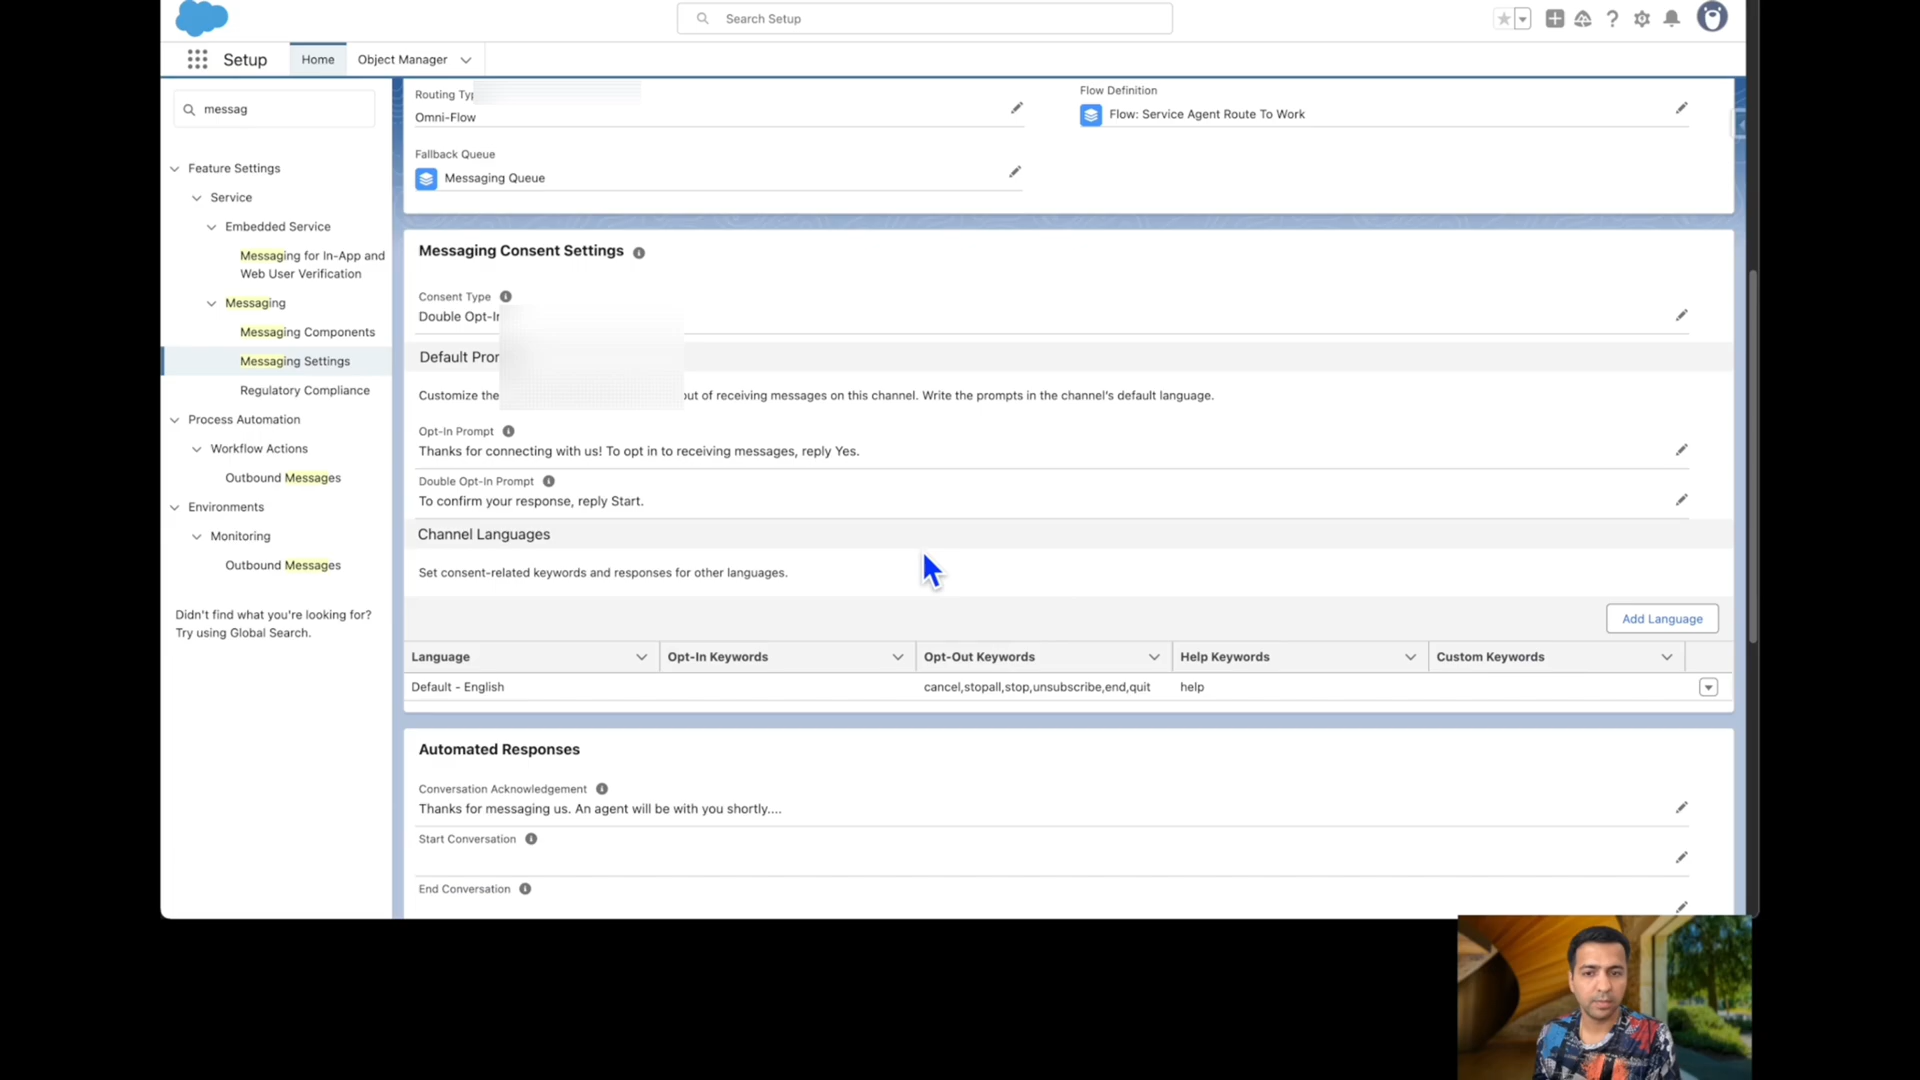 Search Setup
Setup
Home
Object Manager
messag
Feature Settings
Service
Embedded Service
Messaging for In-App and
Web User Verification
Messaging
Messaging Components
Messaging Settings
Regulatory Compliance
Process Automation
Workflow Actions
Outbound Messages
Environments
Monitoring
Outbound Messages
Didn't find what you're looking for?
Try using Global Search.
Routing
Omni-Flow
Flow Definition
Flow: Service Agent Route To Work
Fallback Queue
Messaging Queue
Messaging Consent Settings
Consent Type
Double
Default
Customize the
of receiving messages on this channel. Write the prompts in the channel's default language.
Opt-In Prompt
Thanks for connecting with us! To opt in to receiving messages, reply Yes.
Double Opt-In Prompt
To confirm your response, reply Start.
Channel Languages
Set consent-related keywords and responses for other languages.
Add Language
Language Opt-In Keywords Opt-Out Keywords Help Keywords Custom Keywords
Default - English cancel,stopall,stop,unsubscribe,end,quit help
Automated Responses
Conversation Acknowledgement
Thanks for messaging us. An agent will be with you shortly....
Start Conversation
End Conversation